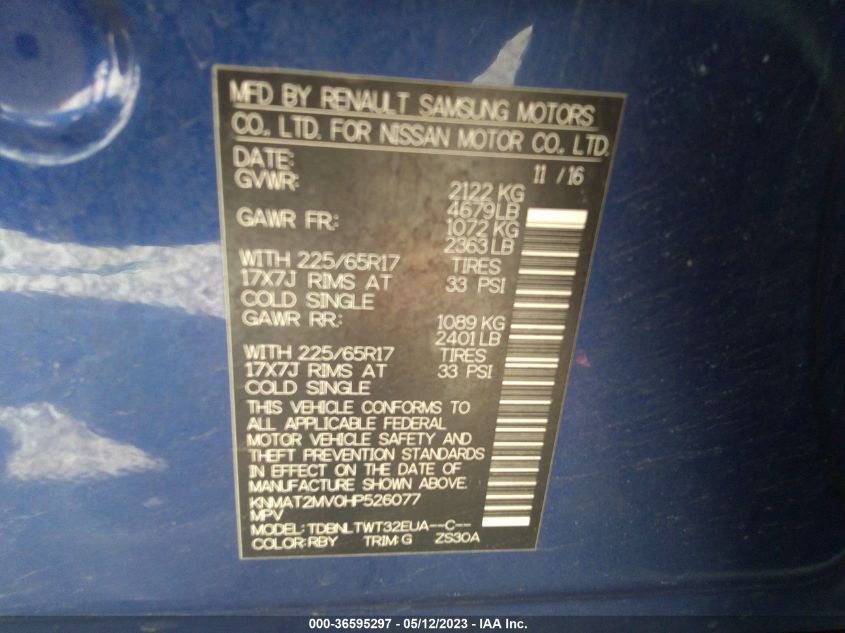 MFD BY RENAULT SAMSUNG MOTORS
CO., LTD. FOR NISSAN MOTOR CO., LTD.
DATE: 11 / 16
GVWR: 2122 KG
4679 LB
GAWR FR: 1072 KG
2363 LB
WITH 225/65R17 TIRES
17X7J RIMS AT 33 PSI
COLD SINGLE
GAWR RR: 1089 KG
2401 LB
WITH 225/65R17 TIRES
17X7J RIMS AT 33 PSI
COLD SINGLE
THIS VEHICLE CONFORMS TO
ALL APPLICABLE FEDERAL
MOTOR VEHICLE SAFETY AND
THEFT PREVENTION STANDARDS
IN EFFECT ON THE DATE OF
MANUFACTURE SHOWN ABOVE.
KNMAT2MV0HP526077
MPV
MODEL: TDBNLTWT32EUA--C--
COLOR: RBY TRIM: G ZS30A
000-36595297 - 05/12/2023 - IAA Inc.